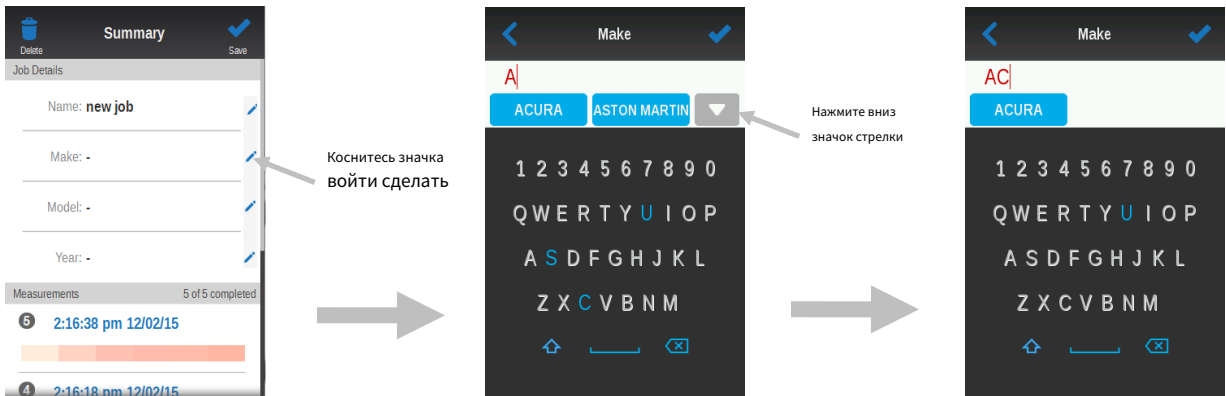 Summary
Delete
Save
Job Details
Name: new job
Make: -
Model: -
Year: -
Measurements 5 of 5 completed
5 2:16:38 pm 12/02/15
4 2:16:18 pm 12/02/15
Коснитесь значка
войти сделать
Make
A
ACURA ASTON MARTIN
1 2 3 4 5 6 7 8 9 0
Q W E R T Y U I O P
A S D F G H J K L
Z X C V B N M
Нажмите вниз
значок стрелки
Make
AC
ACURA
1 2 3 4 5 6 7 8 9 0
Q W E R T Y U I O P
A S D F G H J K L
Z X C V B N M